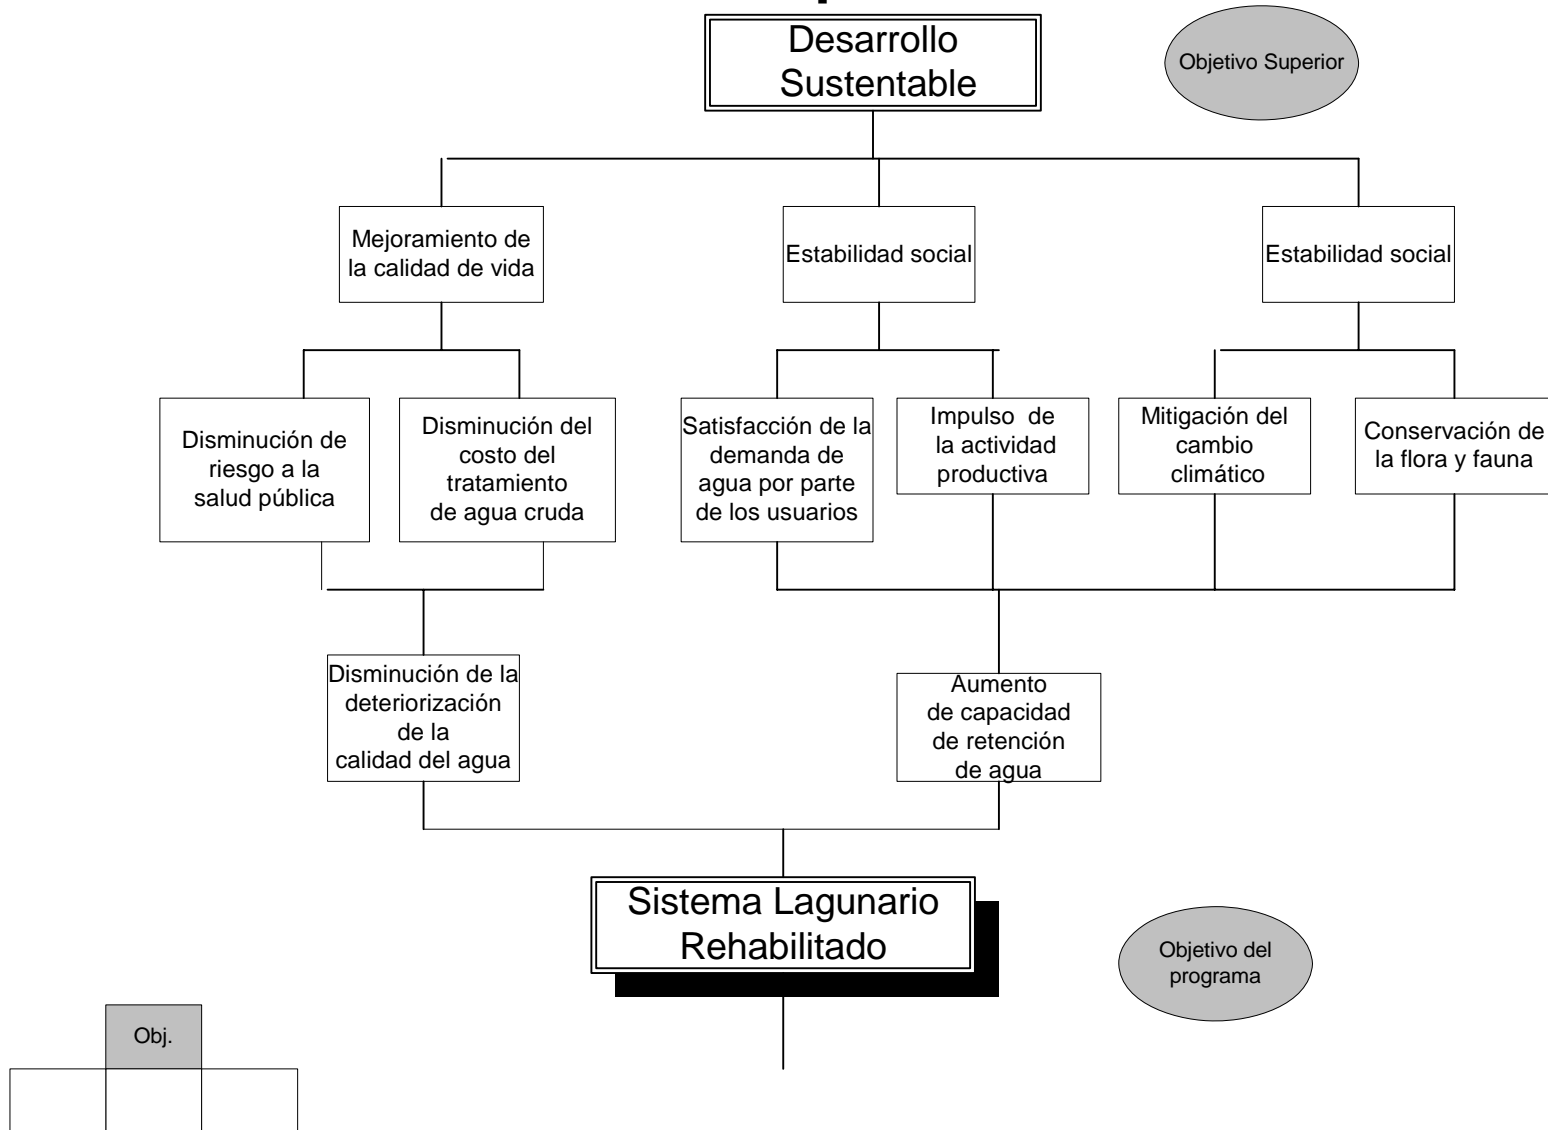 Desarrollo
Sustentable
Objetivo Superior
Mejoramiento de
la calidad de vida
Estabilidad social
Estabilidad social
Disminución de
riesgo a la
salud pública
Disminución del
costo del
tratamiento
de agua cruda
Satisfacción de la
demanda de
agua por parte
de los usuarios
Impulso de
la actividad
productiva
Mitigación del
cambio
climático
Conservación de
la flora y fauna
Disminución de la
deteriorización
de la
calidad del agua
Aumento
de capacidad
de retención
de agua
Sistema Lagunario
Rehabilitado
Objetivo del
programa
Obj.